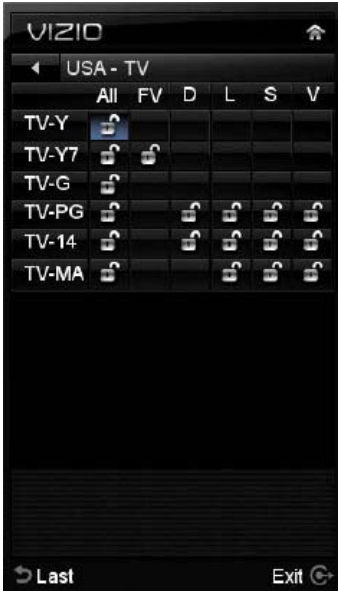 VIZIO
USA - TV
All FV D L S V
TV-Y
TV-Y7
TV-G
TV-PG
TV-14
TV-MA
Last Exit